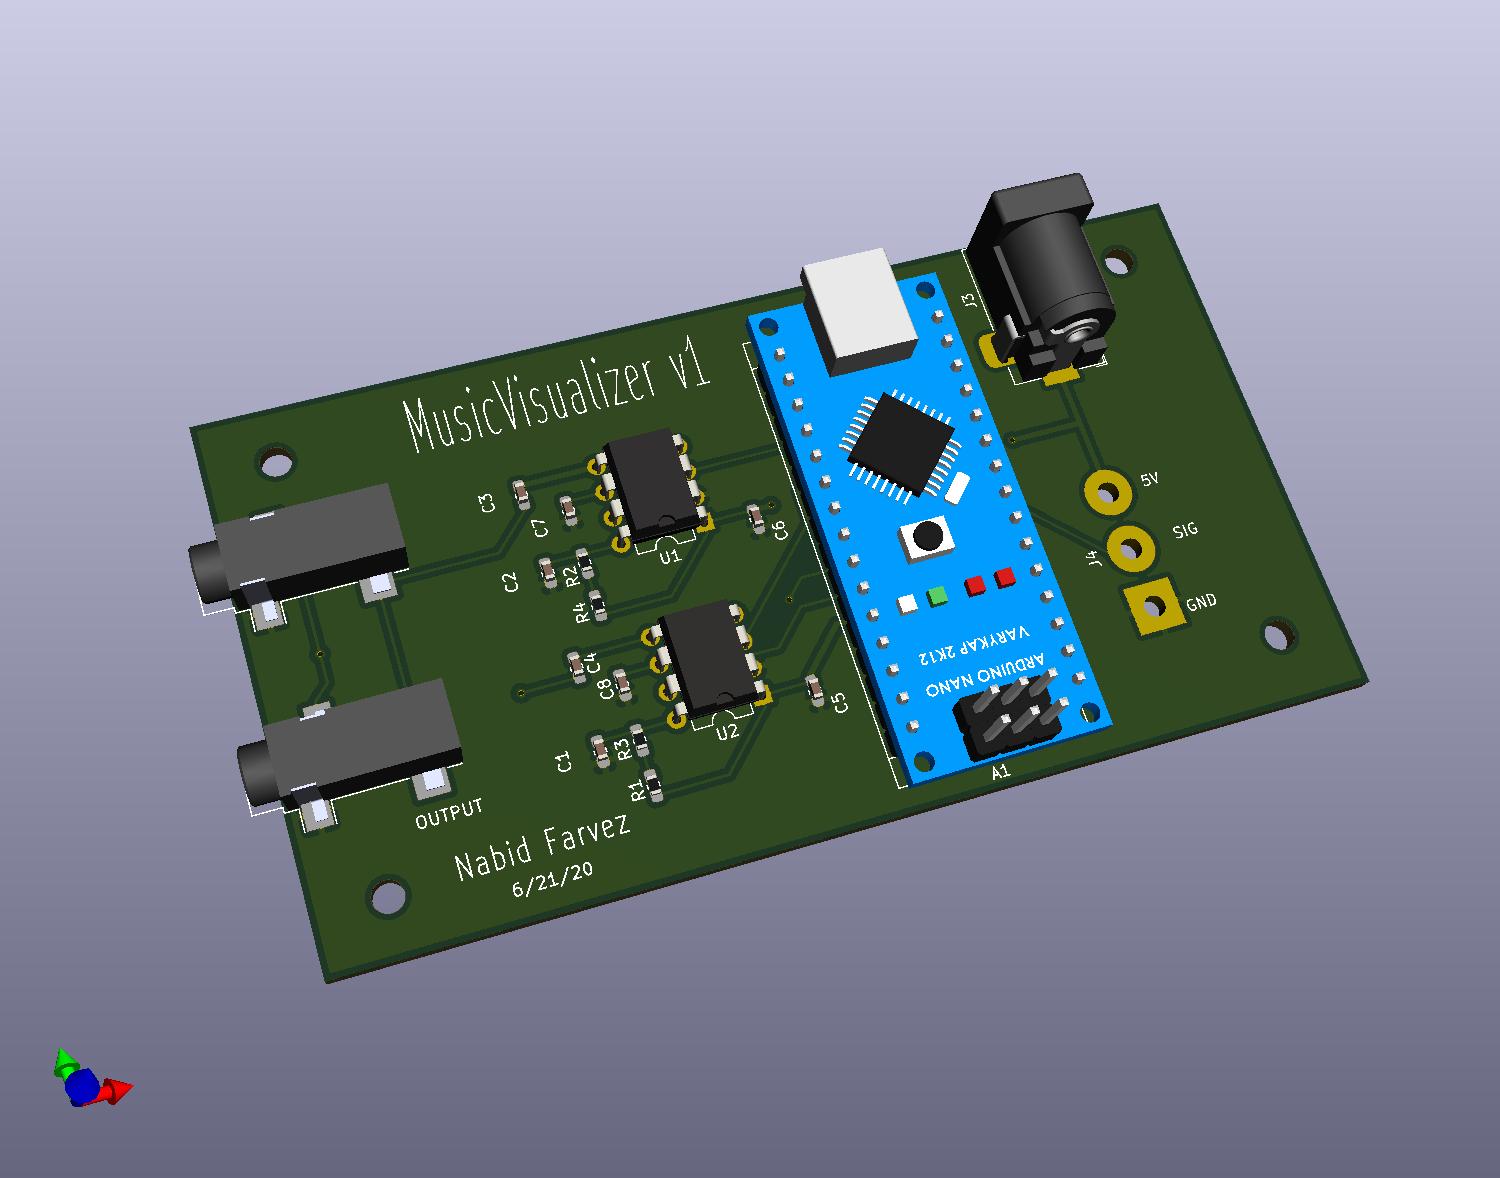 MusicVisualizer v1
J3
C3
C7
U1
C6
5V
C2
R2
R4
SIG
J4
GND
C4
C8
U2
C5
C1
R3
R1
VARYKAP 2K12
ARDUINO NANO
A1
OUTPUT
Nabid Farvez
6/21/20